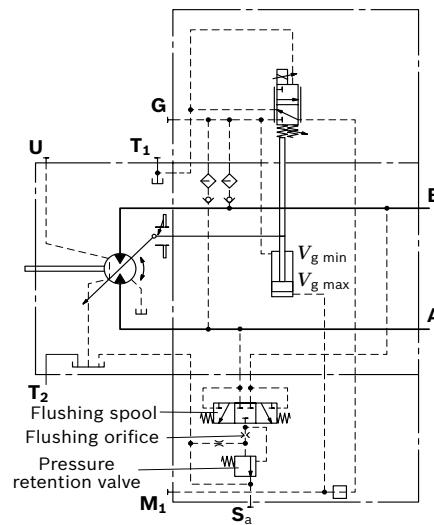 G
U
T1
B
Vg min
Vg max
A
T2
Flushing spool
Flushing orifice
Pressure
retention valve
M1
Sa